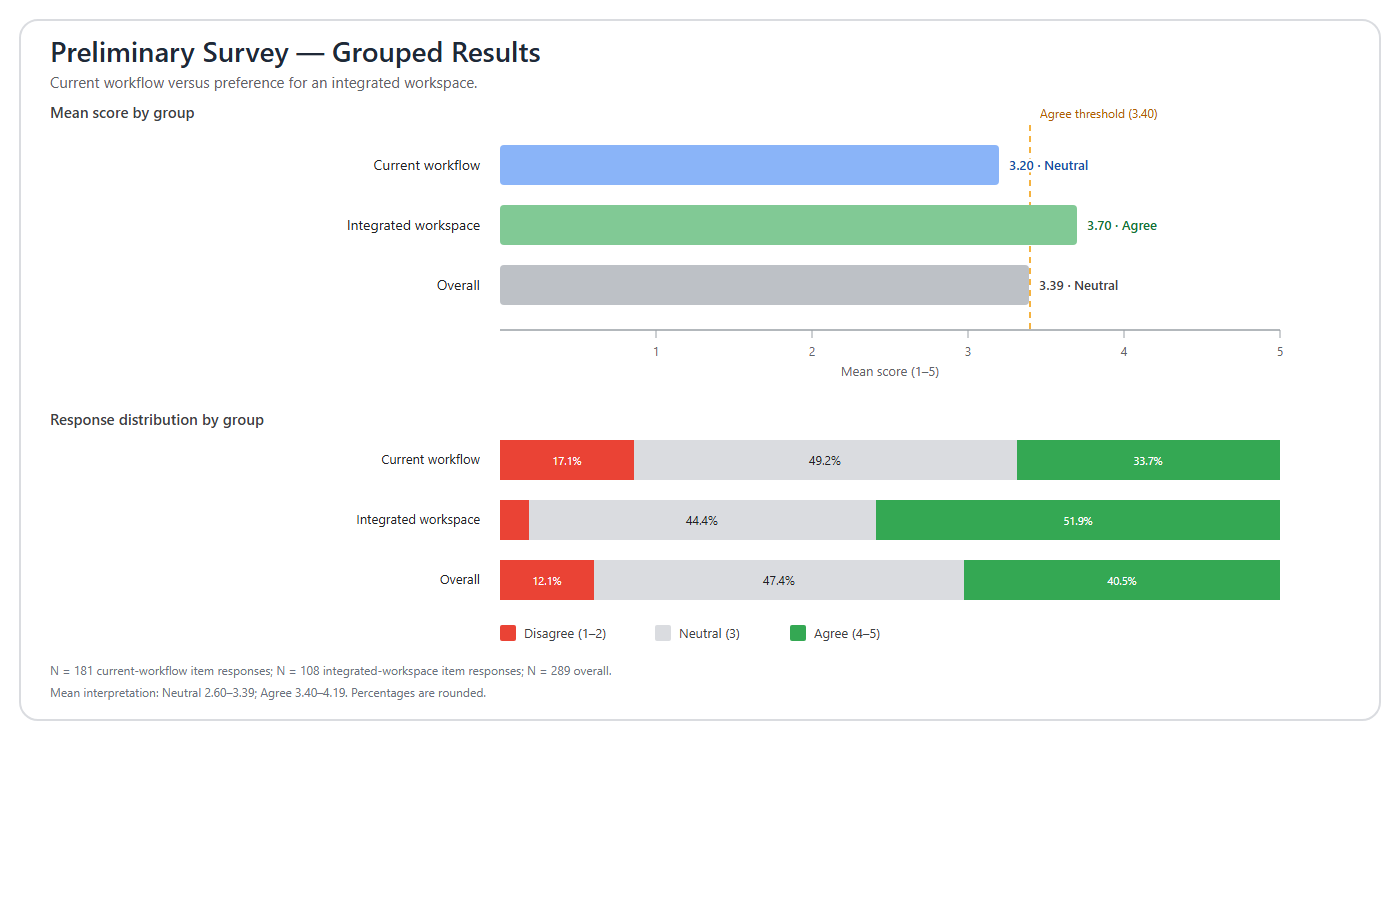 Preliminary Survey — Grouped Results
Current workflow versus preference for an integrated workspace.
Mean score by group
Agree threshold (3.40)
Current workflow
3.20 · Neutral
Integrated workspace
3.70 · Agree
Overall
3.39 · Neutral
1 2 3 4 5
Mean score (1–5)
Response distribution by group
Current workflow 17.1% 49.2% 33.7%
Integrated workspace 44.4% 51.9%
Overall 12.1% 47.4% 40.5%
Disagree (1–2) Neutral (3) Agree (4–5)
N = 181 current-workflow item responses; N = 108 integrated-workspace item responses; N = 289 overall.
Mean interpretation: Neutral 2.60–3.39; Agree 3.40–4.19. Percentages are rounded.